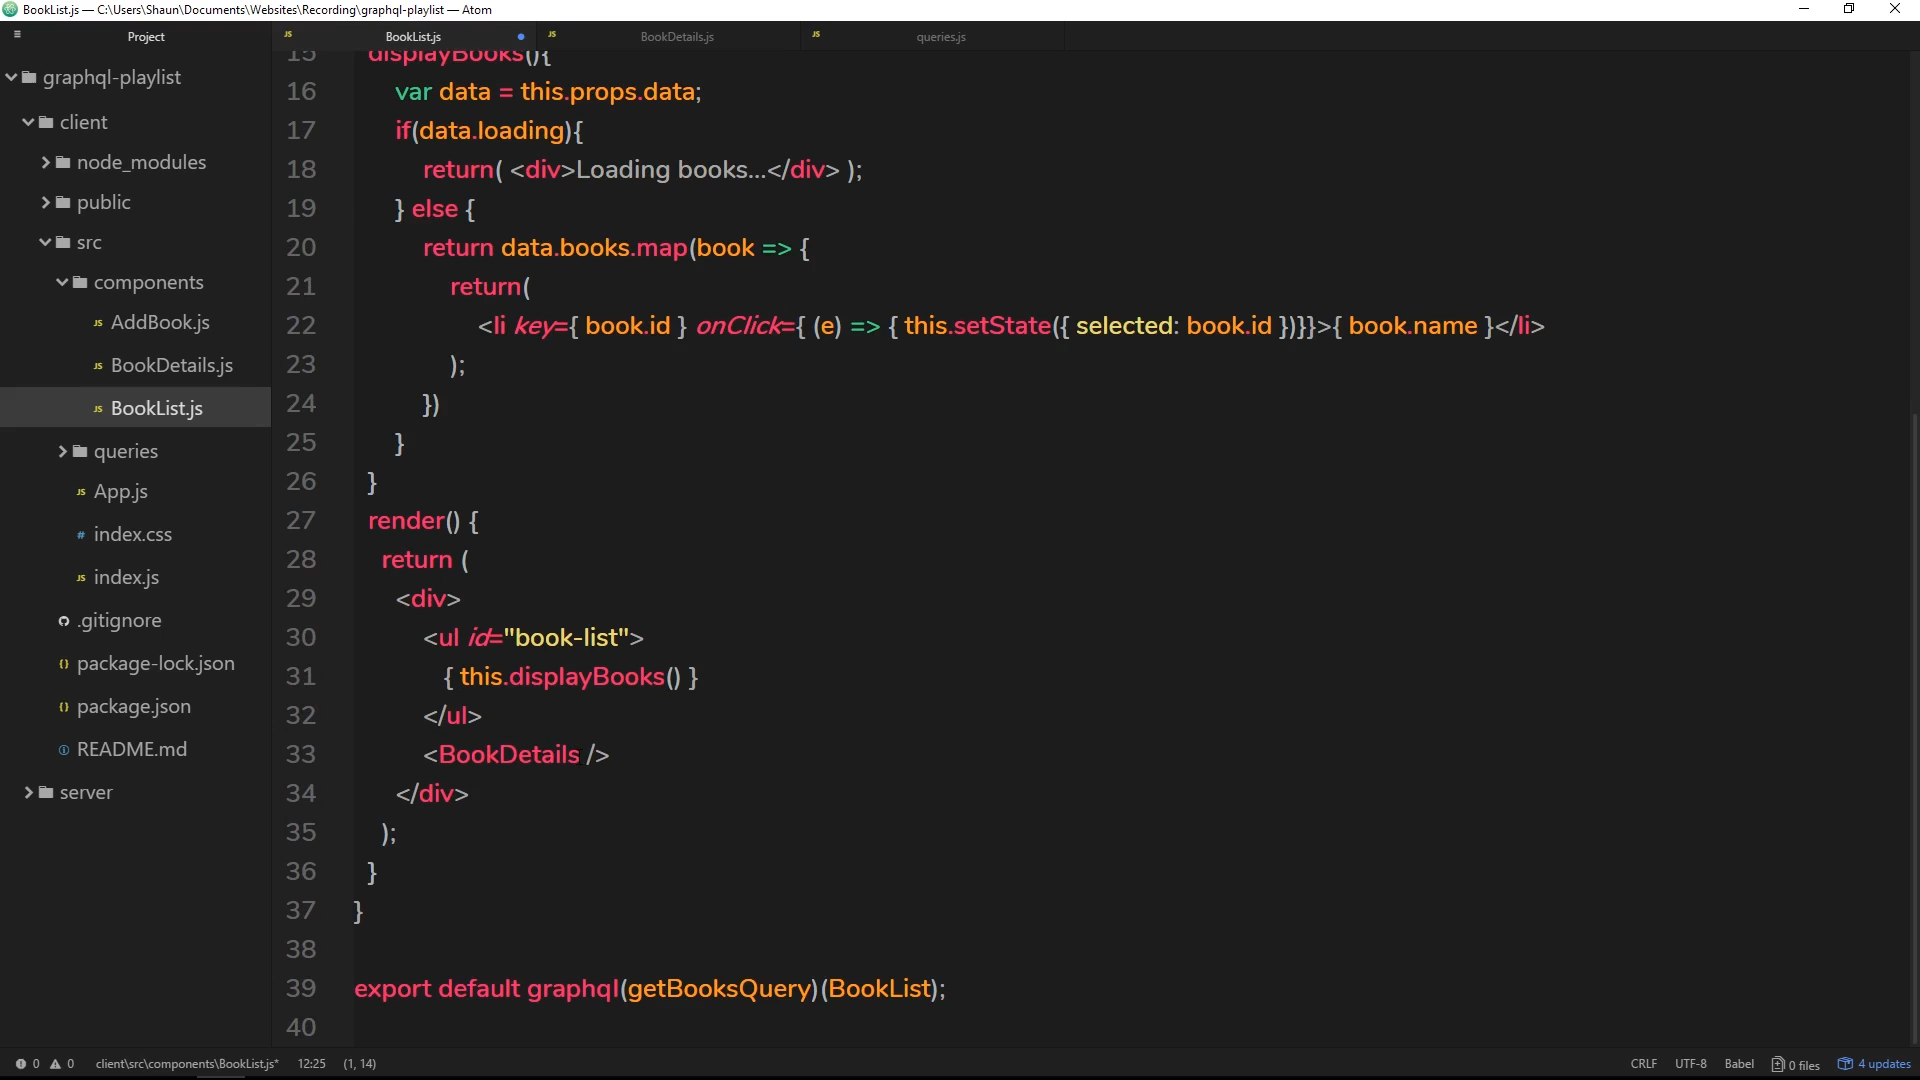 BookList.js — C:\Users\Shaun\Documents\Websites\Recording\graphql-playlist — Atom
Project
BookList.js
BookDetails.js
queries.js
graphql-playlist
client
node_modules
public
src
components
AddBook.js
BookDetails.js
BookList.js
queries
App.js
index.css
index.js
.gitignore
package-lock.json
package.json
README.md
server
15 displayBooks(){
16 var data = this.props.data;
17 if(data.loading){
18 return( <div>Loading books...</div> );
19 } else {
20 return data.books.map(book => {
21 return(
22 <li key={ book.id } onClick={ (e) => { this.setState({ selected: book.id })}}>{ book.name }</li>
23 );
24 })
25 }
26 }
27 render() {
28 return (
29 <div>
30 <ul id="book-list">
31 { this.displayBooks() }
32 </ul>
33 <BookDetails />
34 </div>
35 );
36 }
37 }
38
39 export default graphql(getBooksQuery)(BookList);
40
0 0 client\src\components\BookList.js* 12:25 (1, 14) CRLF UTF-8 Babel 0 files 4 updates